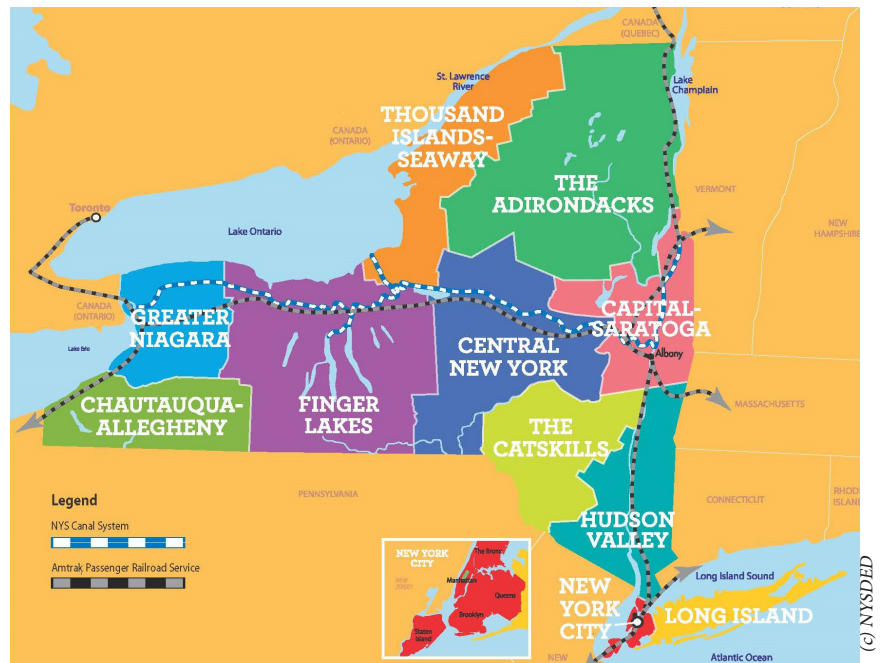 CANADA
(QUEBEC)
St. Lawrence
River
Lake
Champlain
THOUSAND
ISLANDS-
SEAWAY
CANADA
(ONTARIO)
THE
ADIRONDACKS
VERMONT
Toronto
NEW
HAMPSHIRE
Lake Ontario
CANADA
(ONTARIO)
GREATER
NIAGARA
CAPITAL-
SARATOGA
Lake Erie
CENTRAL
NEW YORK
Albany
CHAUTAUQUA-
ALLEGHENY
FINGER
LAKES
MASSACHUSETTS
THE
CATSKILLS
PENNSYLVANIA
CONNECTICUT
RHOD
ISLAN
Legend
NYS Canal System
Amtrak Passenger Railroad Service
HUDSON
VALLEY
NEW YORK
CITY
The Bronx
NEW
JERSEY
Manhattan
Queens
Brooklyn
Staten
Island
NEW
YORK
CITY
Long Island Sound
LONG ISLAND
NEW
Atlantic Ocean
(c) NYSDED